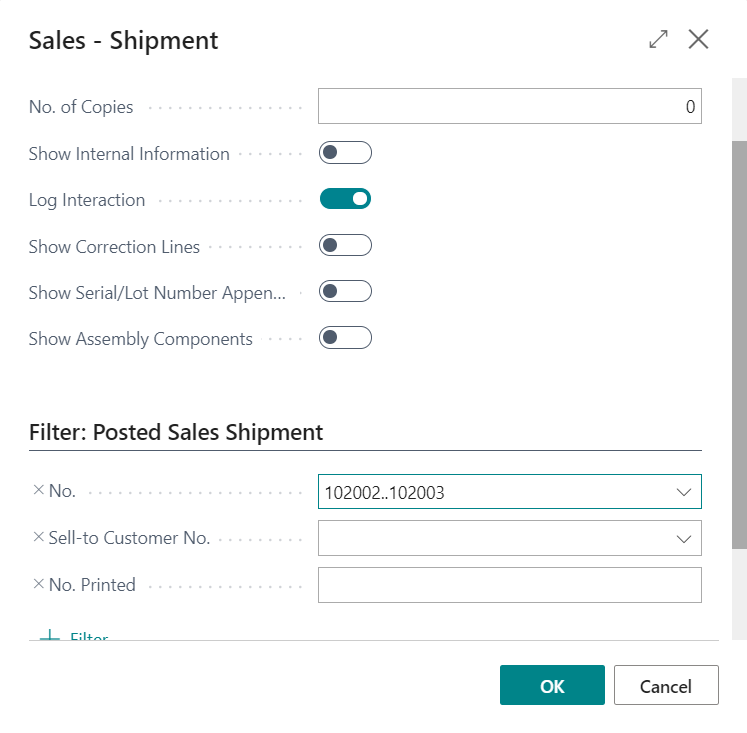 Sales - Shipment
No. of Copies 0
Show Internal Information
Log Interaction
Show Correction Lines
Show Serial/Lot Number Appen...
Show Assembly Components
Filter: Posted Sales Shipment
No. 102002..102003
Sell-to Customer No.
No. Printed
Filter
OK Cancel